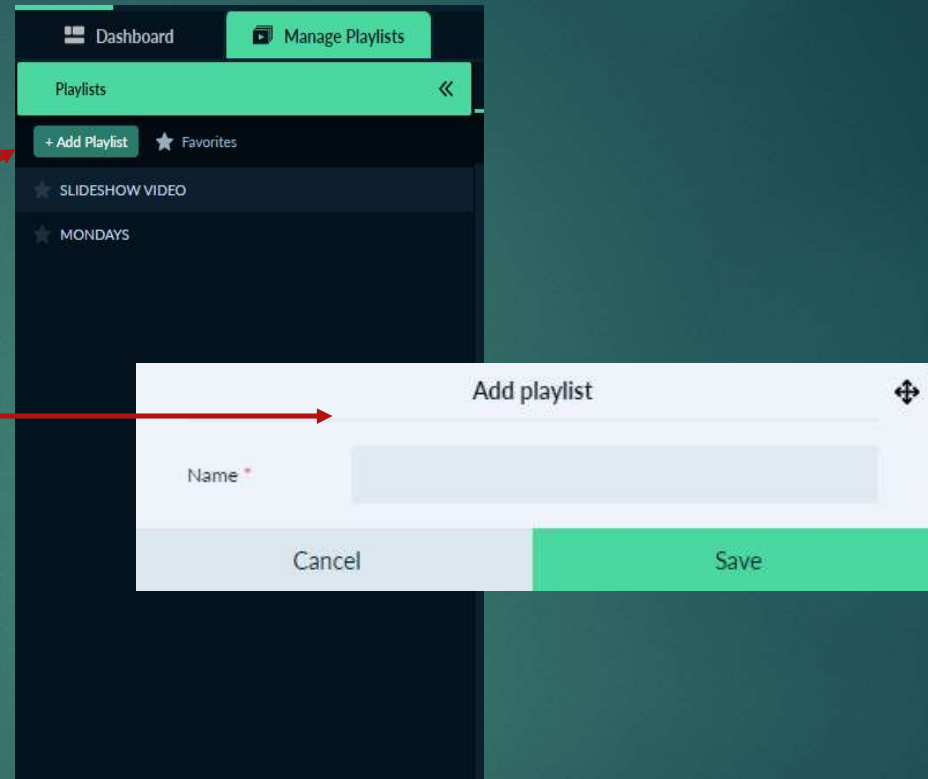 Dashboard Manage Playlists
Playlists
+ Add Playlist Favorites
SLIDESHOW VIDEO
MONDAYS
Add playlist
Name *
Cancel Save